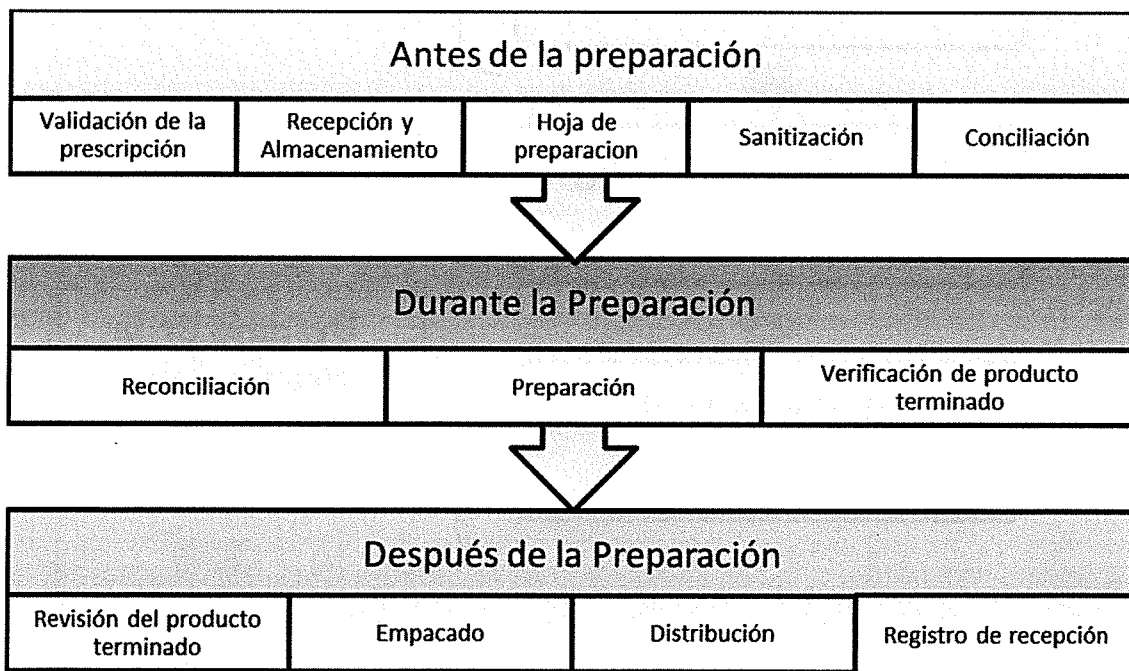 Antes de la preparación
Validación de la
prescripción
Recepción y
Almacenamiento
Hoja de
preparacion
Sanitización
Conciliación
Durante la Preparación
Reconciliación
Preparación
Verificación de producto
terminado
Después de la Preparación
Revisión del producto
terminado
Empacado
Distribución
Registro de recepción